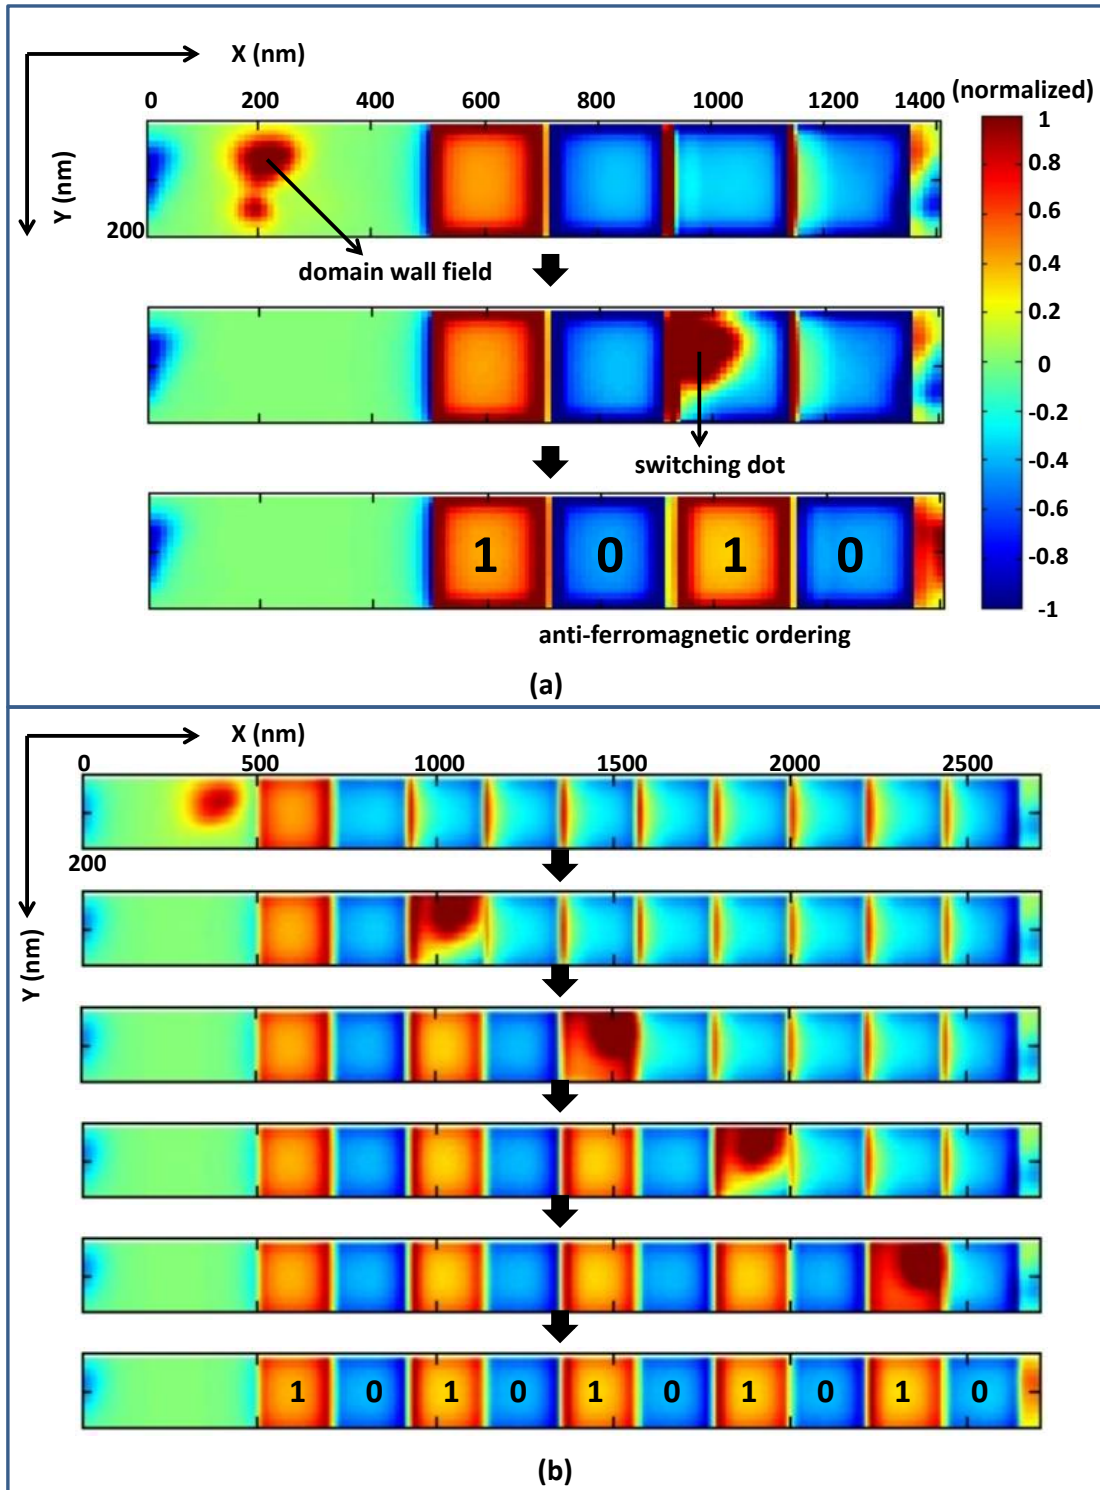 X (nm)
0 200 400 600 800 1000 1200 1400 (normalized)
Y (nm)
200
domain wall field
switching dot
1 0 1 0
anti-ferromagnetic ordering
1
0.8
0.6
0.4
0.2
0
-0.2
-0.4
-0.6
-0.8
-1
(a)
X (nm)
0 500 1000 1500 2000 2500
200
Y (nm)
1 0 1 0 1 0 1 0 1 0
(b)